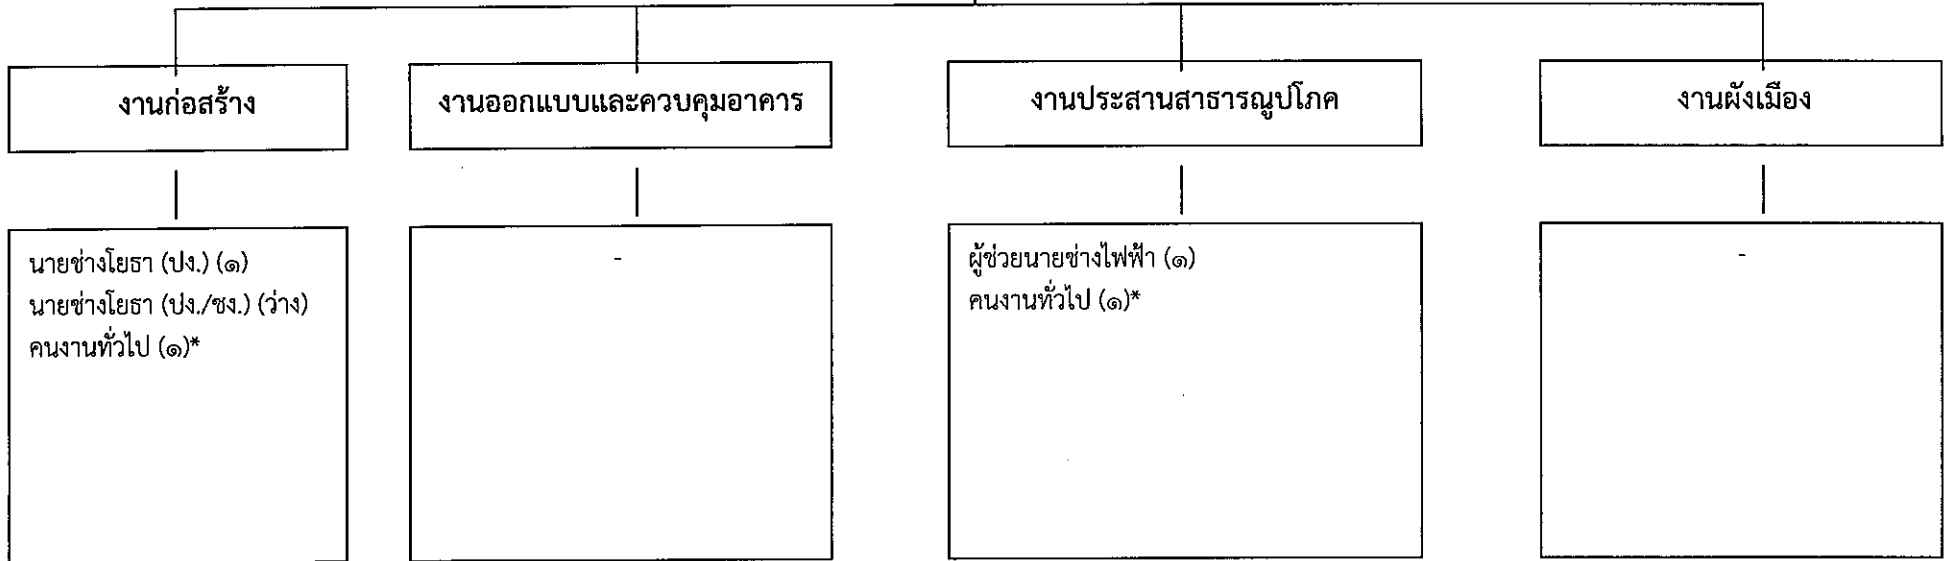 งานก่อสร้าง
งานออกแบบและควบคุมอาคาร
งานประสานสาธารณูปโภค
งานผังเมือง
นายช่างโยธา (ปง.) (๑)
นายช่างโยธา (ปง./ชง.) (ว่าง)
คนงานทั่วไป (๑)*
-
ผู้ช่วยนายช่างไฟฟ้า (๑)
คนงานทั่วไป (๑)*
-